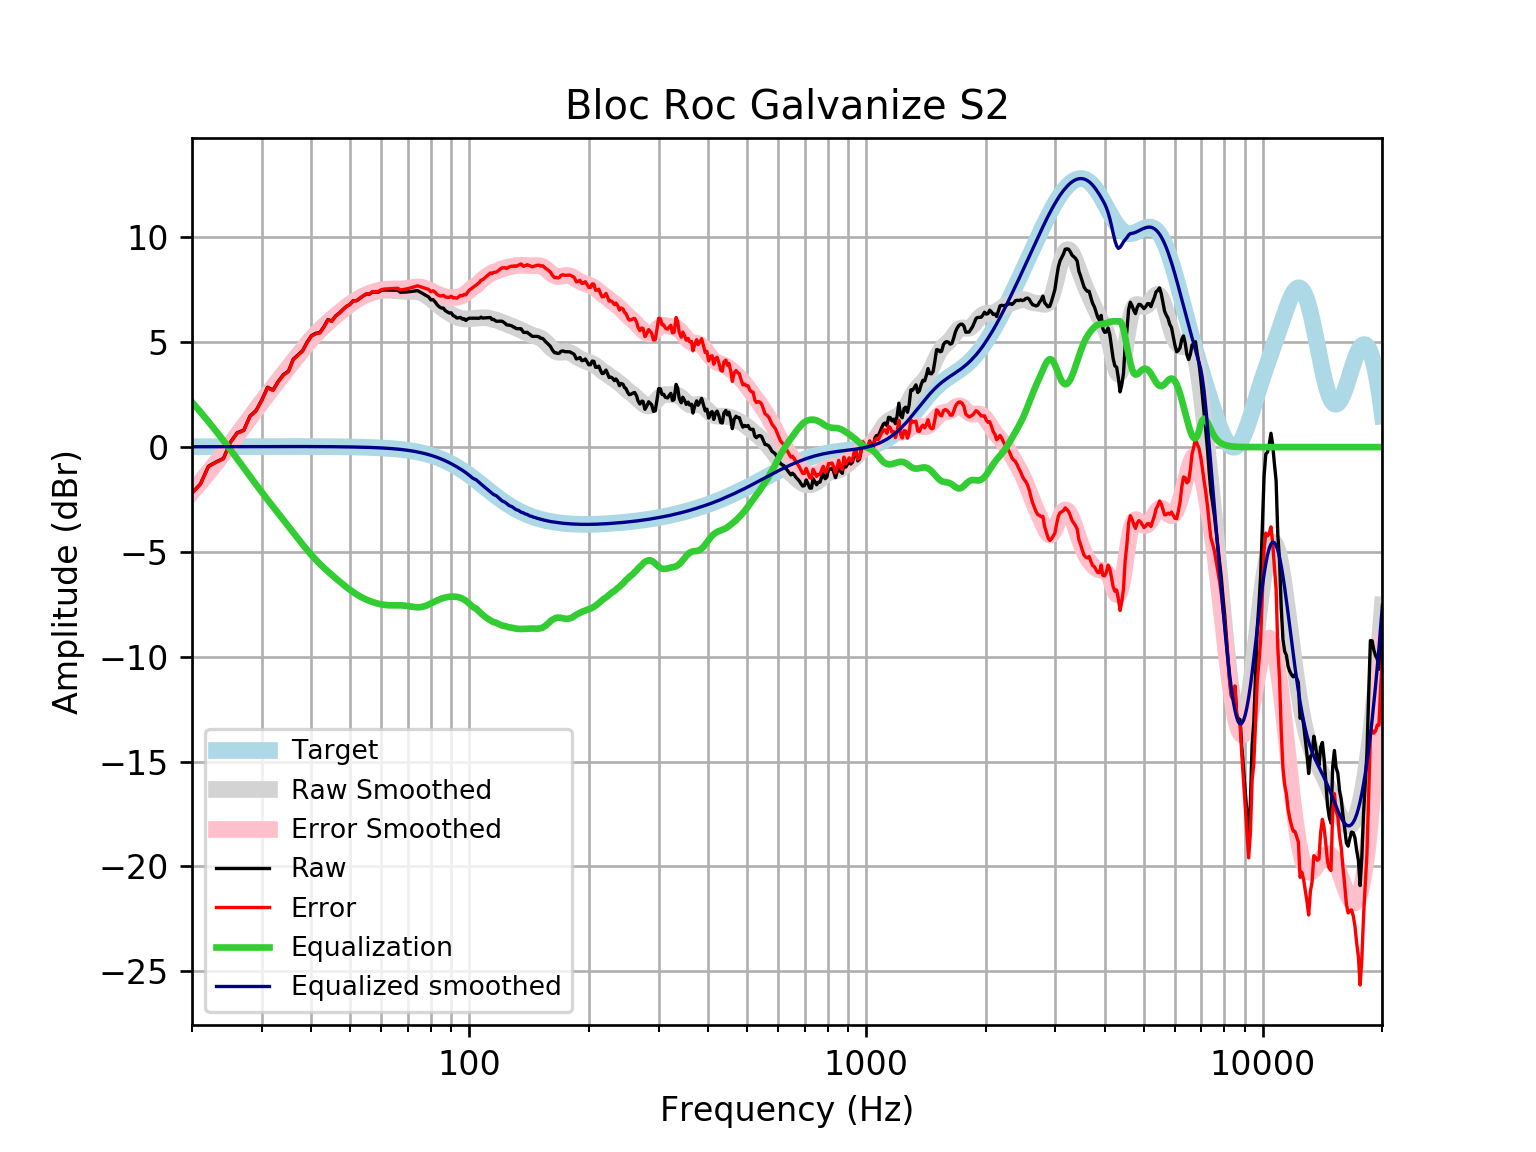 Bloc Roc Galvanize S2
Amplitude (dBr)
10
5
0
−5
−10
−15
−20
−25
Target
Raw Smoothed
Error Smoothed
Raw
Error
Equalization
Equalized smoothed
100 1000 10000
Frequency (Hz)